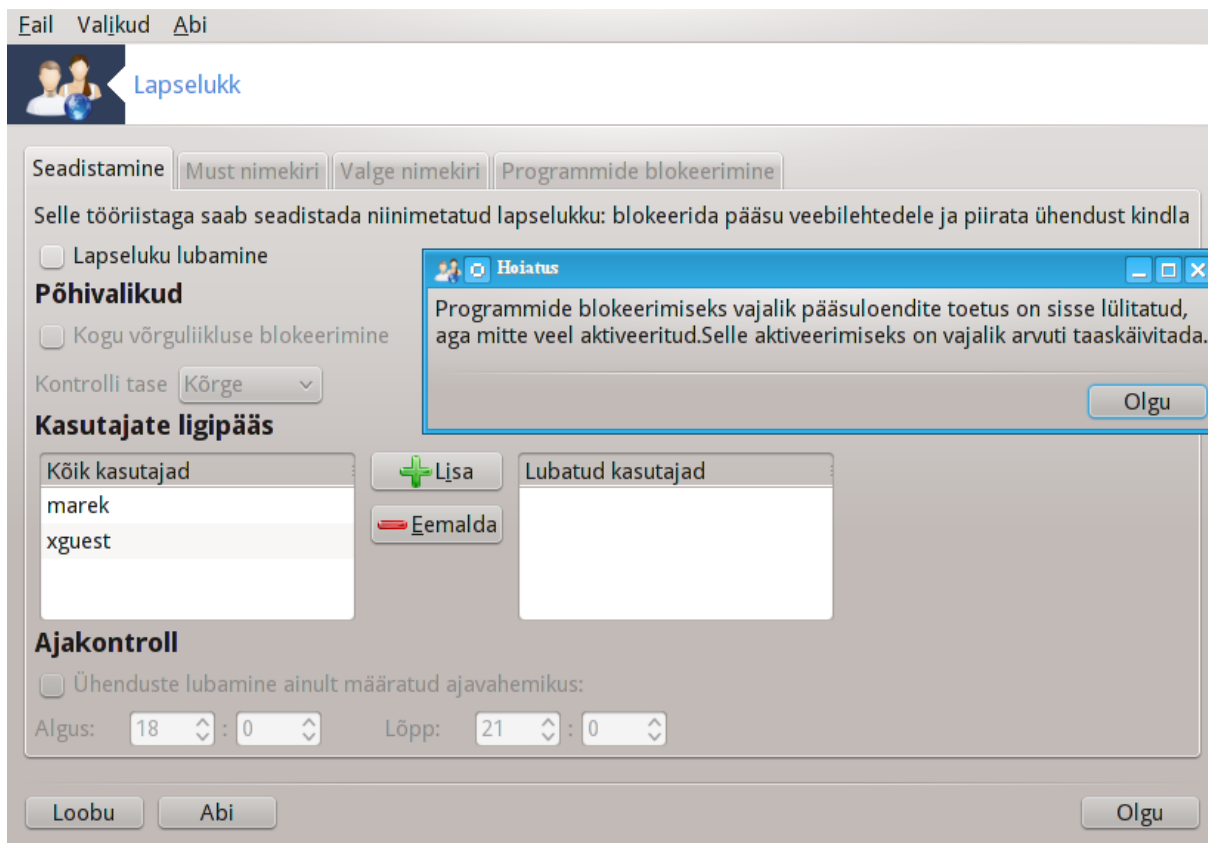 Fail Valikud Abi
Lapselukk
Seadistamine Must nimekiri Valge nimekiri Programmide blokeerimine
Selle tööriistaga saab seadistada niinimetatud lapselukku: blokeerida pääsu veebilehtedele ja piirata ühendust kindla
Lapseluku lubamine
Põhivalikud
Kogu võrguliikluse blokeerimine
Kontrolli tase Kõrge
Hoiatus
Programmide blokeerimiseks vajalik pääsuloendite toetus on sisse lülitatud,
aga mitte veel aktiveeritud.Selle aktiveerimiseks on vajalik arvuti taaskäivitada.
Olgu
Kasutajate ligipääs
Kõik kasutajad
marek
xguest
Lisa
Eemalda
Lubatud kasutajad
Ajakontroll
Ühenduste lubamine ainult määratud ajavahemikus:
Algus: 18 : 0 Lõpp: 21 : 0
Loobu Abi Olgu